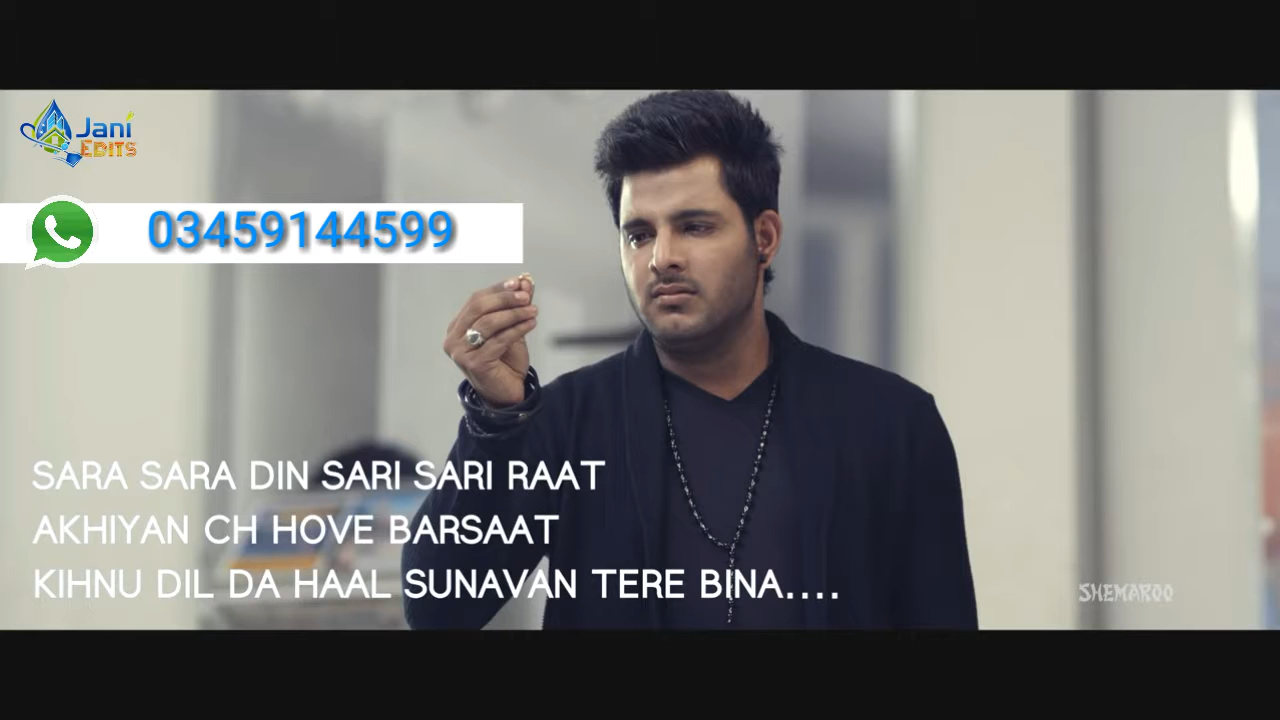 Jani
EDITS
03459144599
SARA SARA DIN SARI SARI RAAT
AKHIYAN CH HOVE BARSAAT
KIHNU DIL DA HAAL SUNAVAN TERE BINA....
SHEMAROO